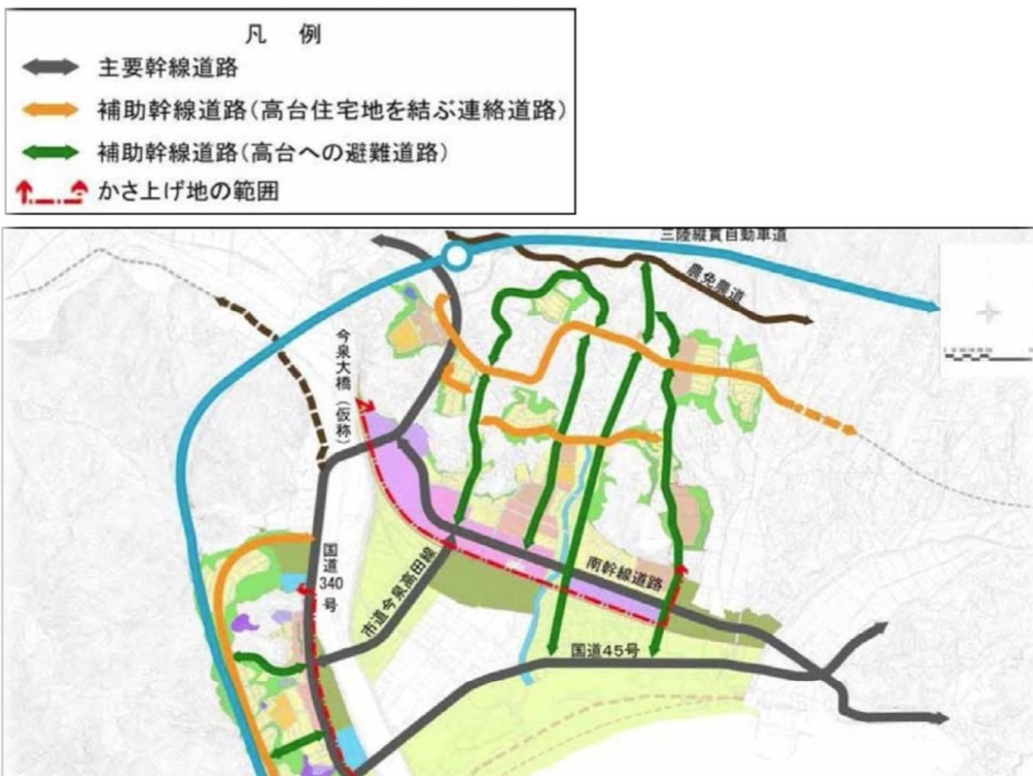 凡 例
主要幹線道路
補助幹線道路(高台住宅地を結ぶ連絡道路)
補助幹線道路(高台への避難道路)
かさ上げ地の範囲
三陸縦貫自動車道
農免農道
今泉大橋(仮称)
国道
340
号
市道今泉高田線
南幹線道路
国道45号